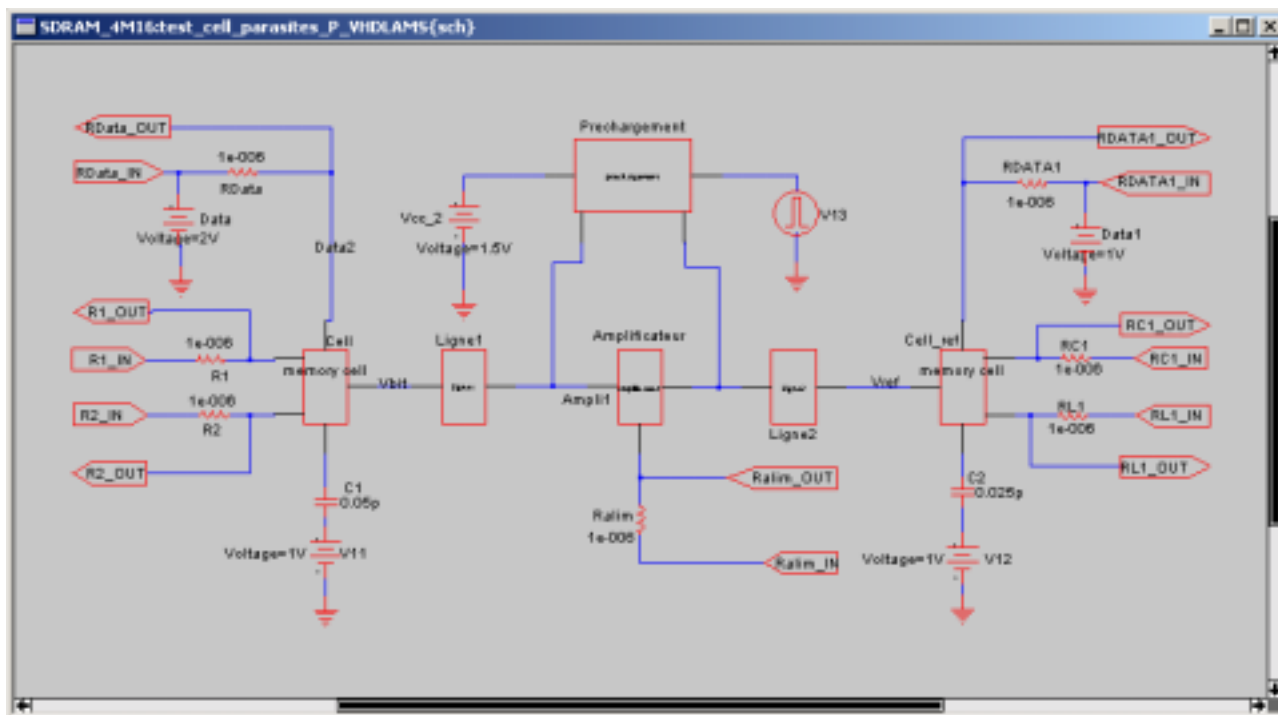 SDRAM_4M16:test_cell_parasites_P_VHDLAMS{sch}
RData_OUT
1e-006
RData_IN
RData
Data
Voltage=2V
Data2
Prechargement
Vcc_2
Voltage=1.5V
V13
RDATA1_OUT
RDATA1
RDATA1_IN
1e-006
Data1
Voltage=1V
R1_OUT
1e-006
R1_IN
R1
1e-006
R2_IN
R2
R2_OUT
Cell
memory cell
Vbit
Ligne1
Amplificateur
Amplif1
Ligne2
Vref
Cell_ref
memory cell
RC1_OUT
RC1
RC1_IN
1e-006
RL1
RL1_IN
1e-006
RL1_OUT
C1
0.05p
Voltage=1V
V11
Ralim_OUT
Ralim
1e-006
Ralim_IN
C2
0.025p
Voltage=1V
V12